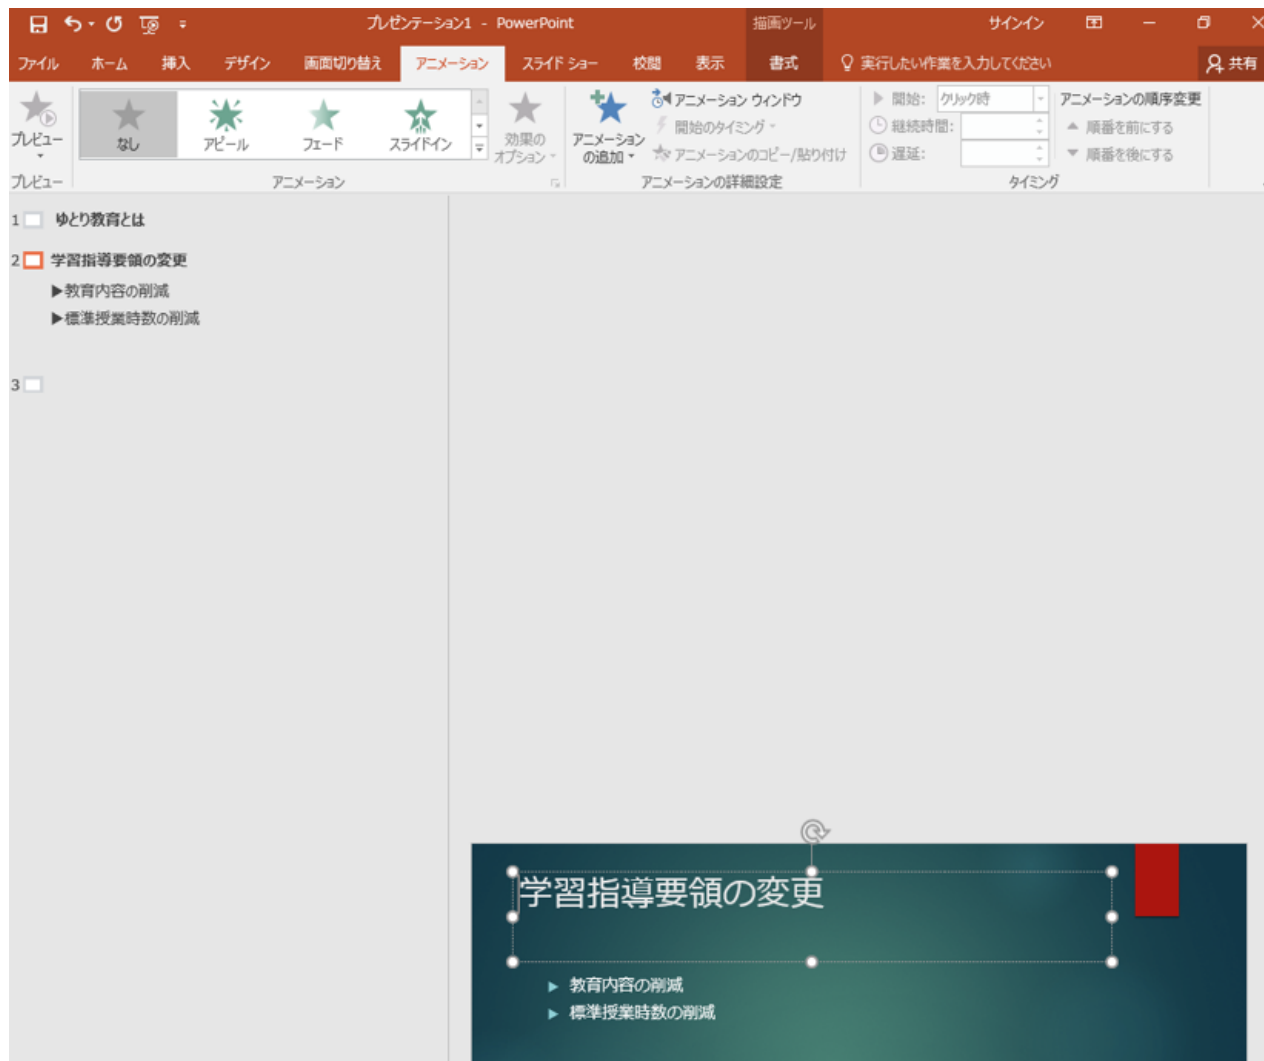 プレゼンテーション1 - PowerPoint
描画ツール
サインイン
ファイル ホーム 挿入 デザイン 画面切り替え アニメーション スライド ショー 校閲 表示 書式 実行したい作業を入力してください 共有
プレビュー
なし アピール フェード スライドイン
効果のオプション
アニメーションの追加
アニメーション ウィンドウ
開始のタイミング
アニメーションのコピー/貼り付け
開始: クリック時
継続時間:
遅延:
アニメーションの順序変更
順番を前にする
順番を後にする
プレビュー アニメーション アニメーションの詳細設定 タイミング
1 ゆとり教育とは
2 学習指導要領の変更
▶教育内容の削減
▶標準授業時数の削減
3
学習指導要領の変更
▶ 教育内容の削減
▶ 標準授業時数の削減